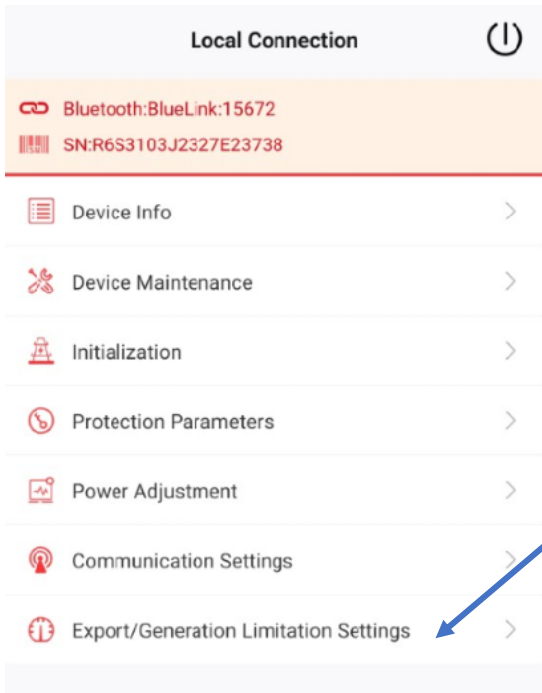 Local Connection
Bluetooth:BlueLink:15672
SN:R6S3103J2327E23738
Device Info
Device Maintenance
Initialization
Protection Parameters
Power Adjustment
Communication Settings
Export/Generation Limitation Settings